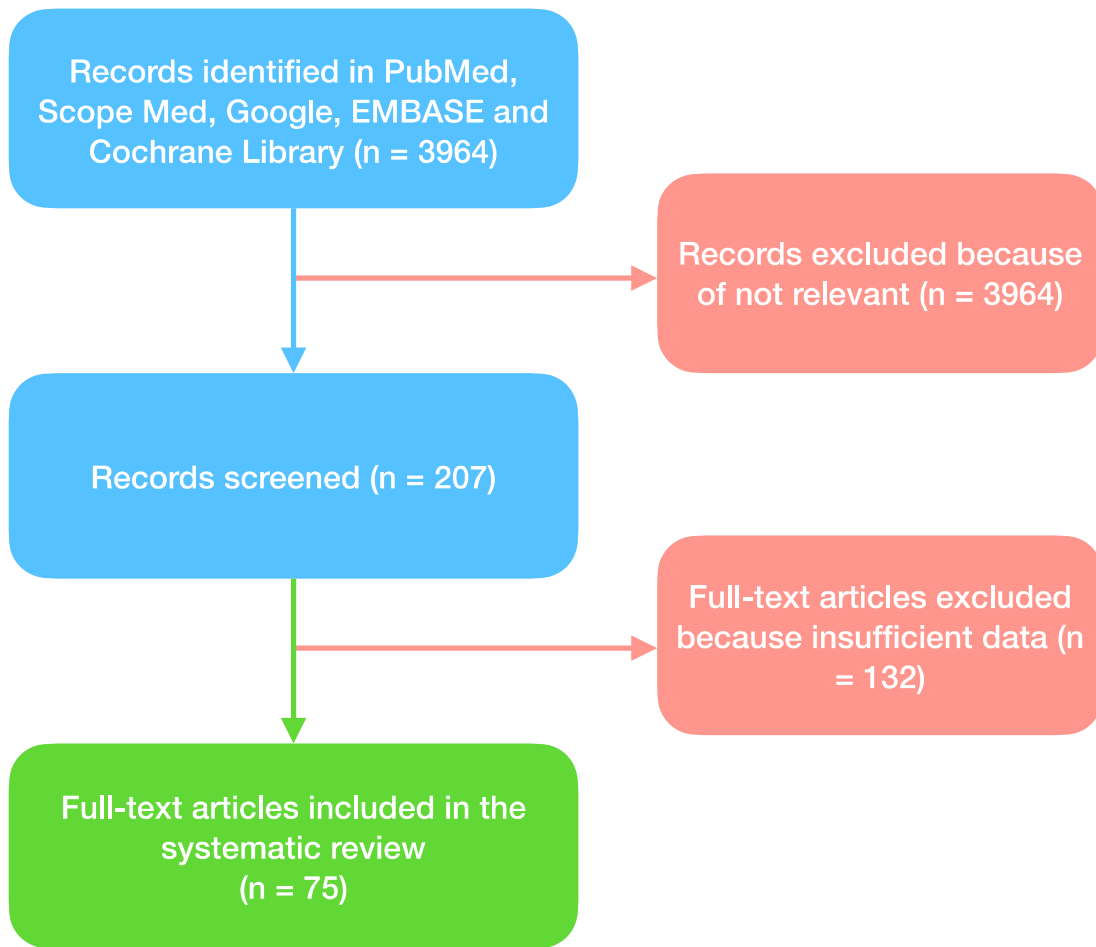 Records identified in PubMed,
Scope Med, Google, EMBASE and
Cochrane Library (n = 3964)
Records excluded because
of not relevant (n = 3964)
Records screened (n = 207)
Full-text articles excluded
because insufficient data (n
= 132)
Full-text articles included in the
systematic review
(n = 75)